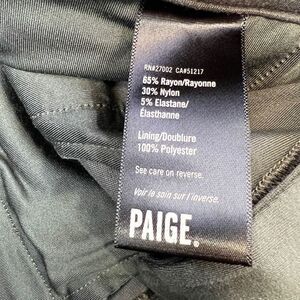 RN#27002 CA#51217
65% Rayon/Rayonne
30% Nylon
5% Elastane/
Élasthanne
Lining/Doublure
100% Polyester
See care on reverse.
Voir le soin sur l'inverse.
PAIGE.